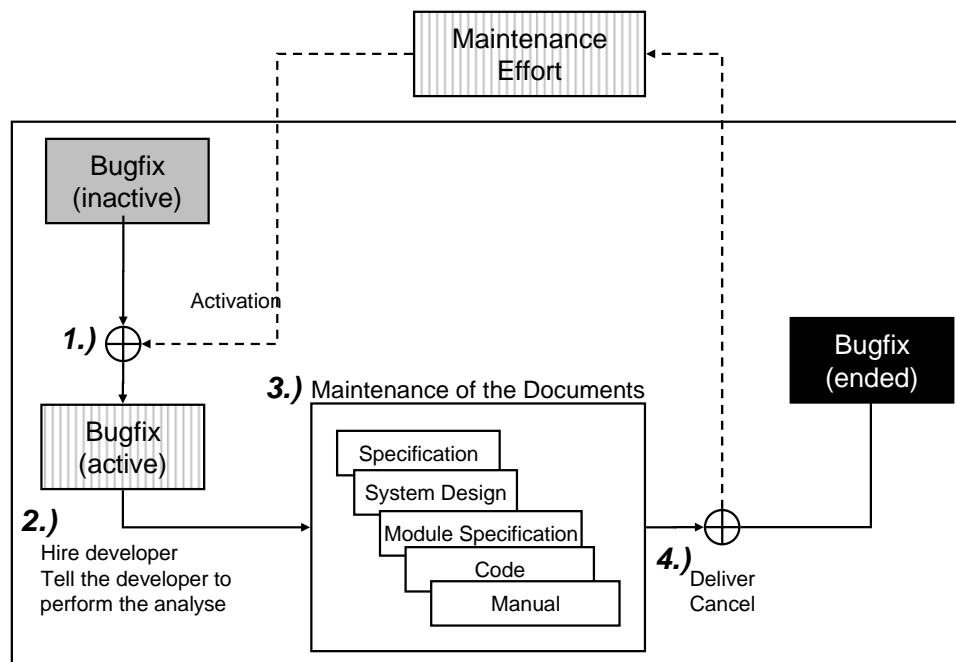 Maintenance
Effort
Bugfix
(inactive)
Activation
1.)
Bugfix
(ended)
3.) Maintenance of the Documents
Bugfix
(active)
Specification
System Design
Module Specification
Code
Manual
2.)
Hire developer
Tell the developer to
perform the analyse
4.)
Deliver
Cancel